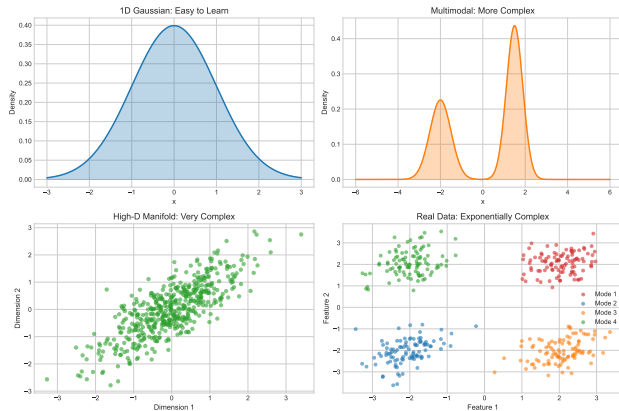 1D Gaussian: Easy to Learn
0.40
0.35
0.30
0.25
0.20
0.15
0.10
0.05
0.00
Density
−3 −2 −1 0 1 2 3
x
Multimodal: More Complex
0.4
0.3
0.2
0.1
0.0
Density
−6 −4 −2 0 2 4 6
x
High-D Manifold: Very Complex
3
2
1
0
−1
−2
−3
Dimension 2
−3 −2 −1 0 1 2 3
Dimension 1
Real Data: Exponentially Complex
3
2
1
0
−1
−2
−3
Feature 2
Mode 1
Mode 2
Mode 3
Mode 4
−3 −2 −1 0 1 2 3
Feature 1